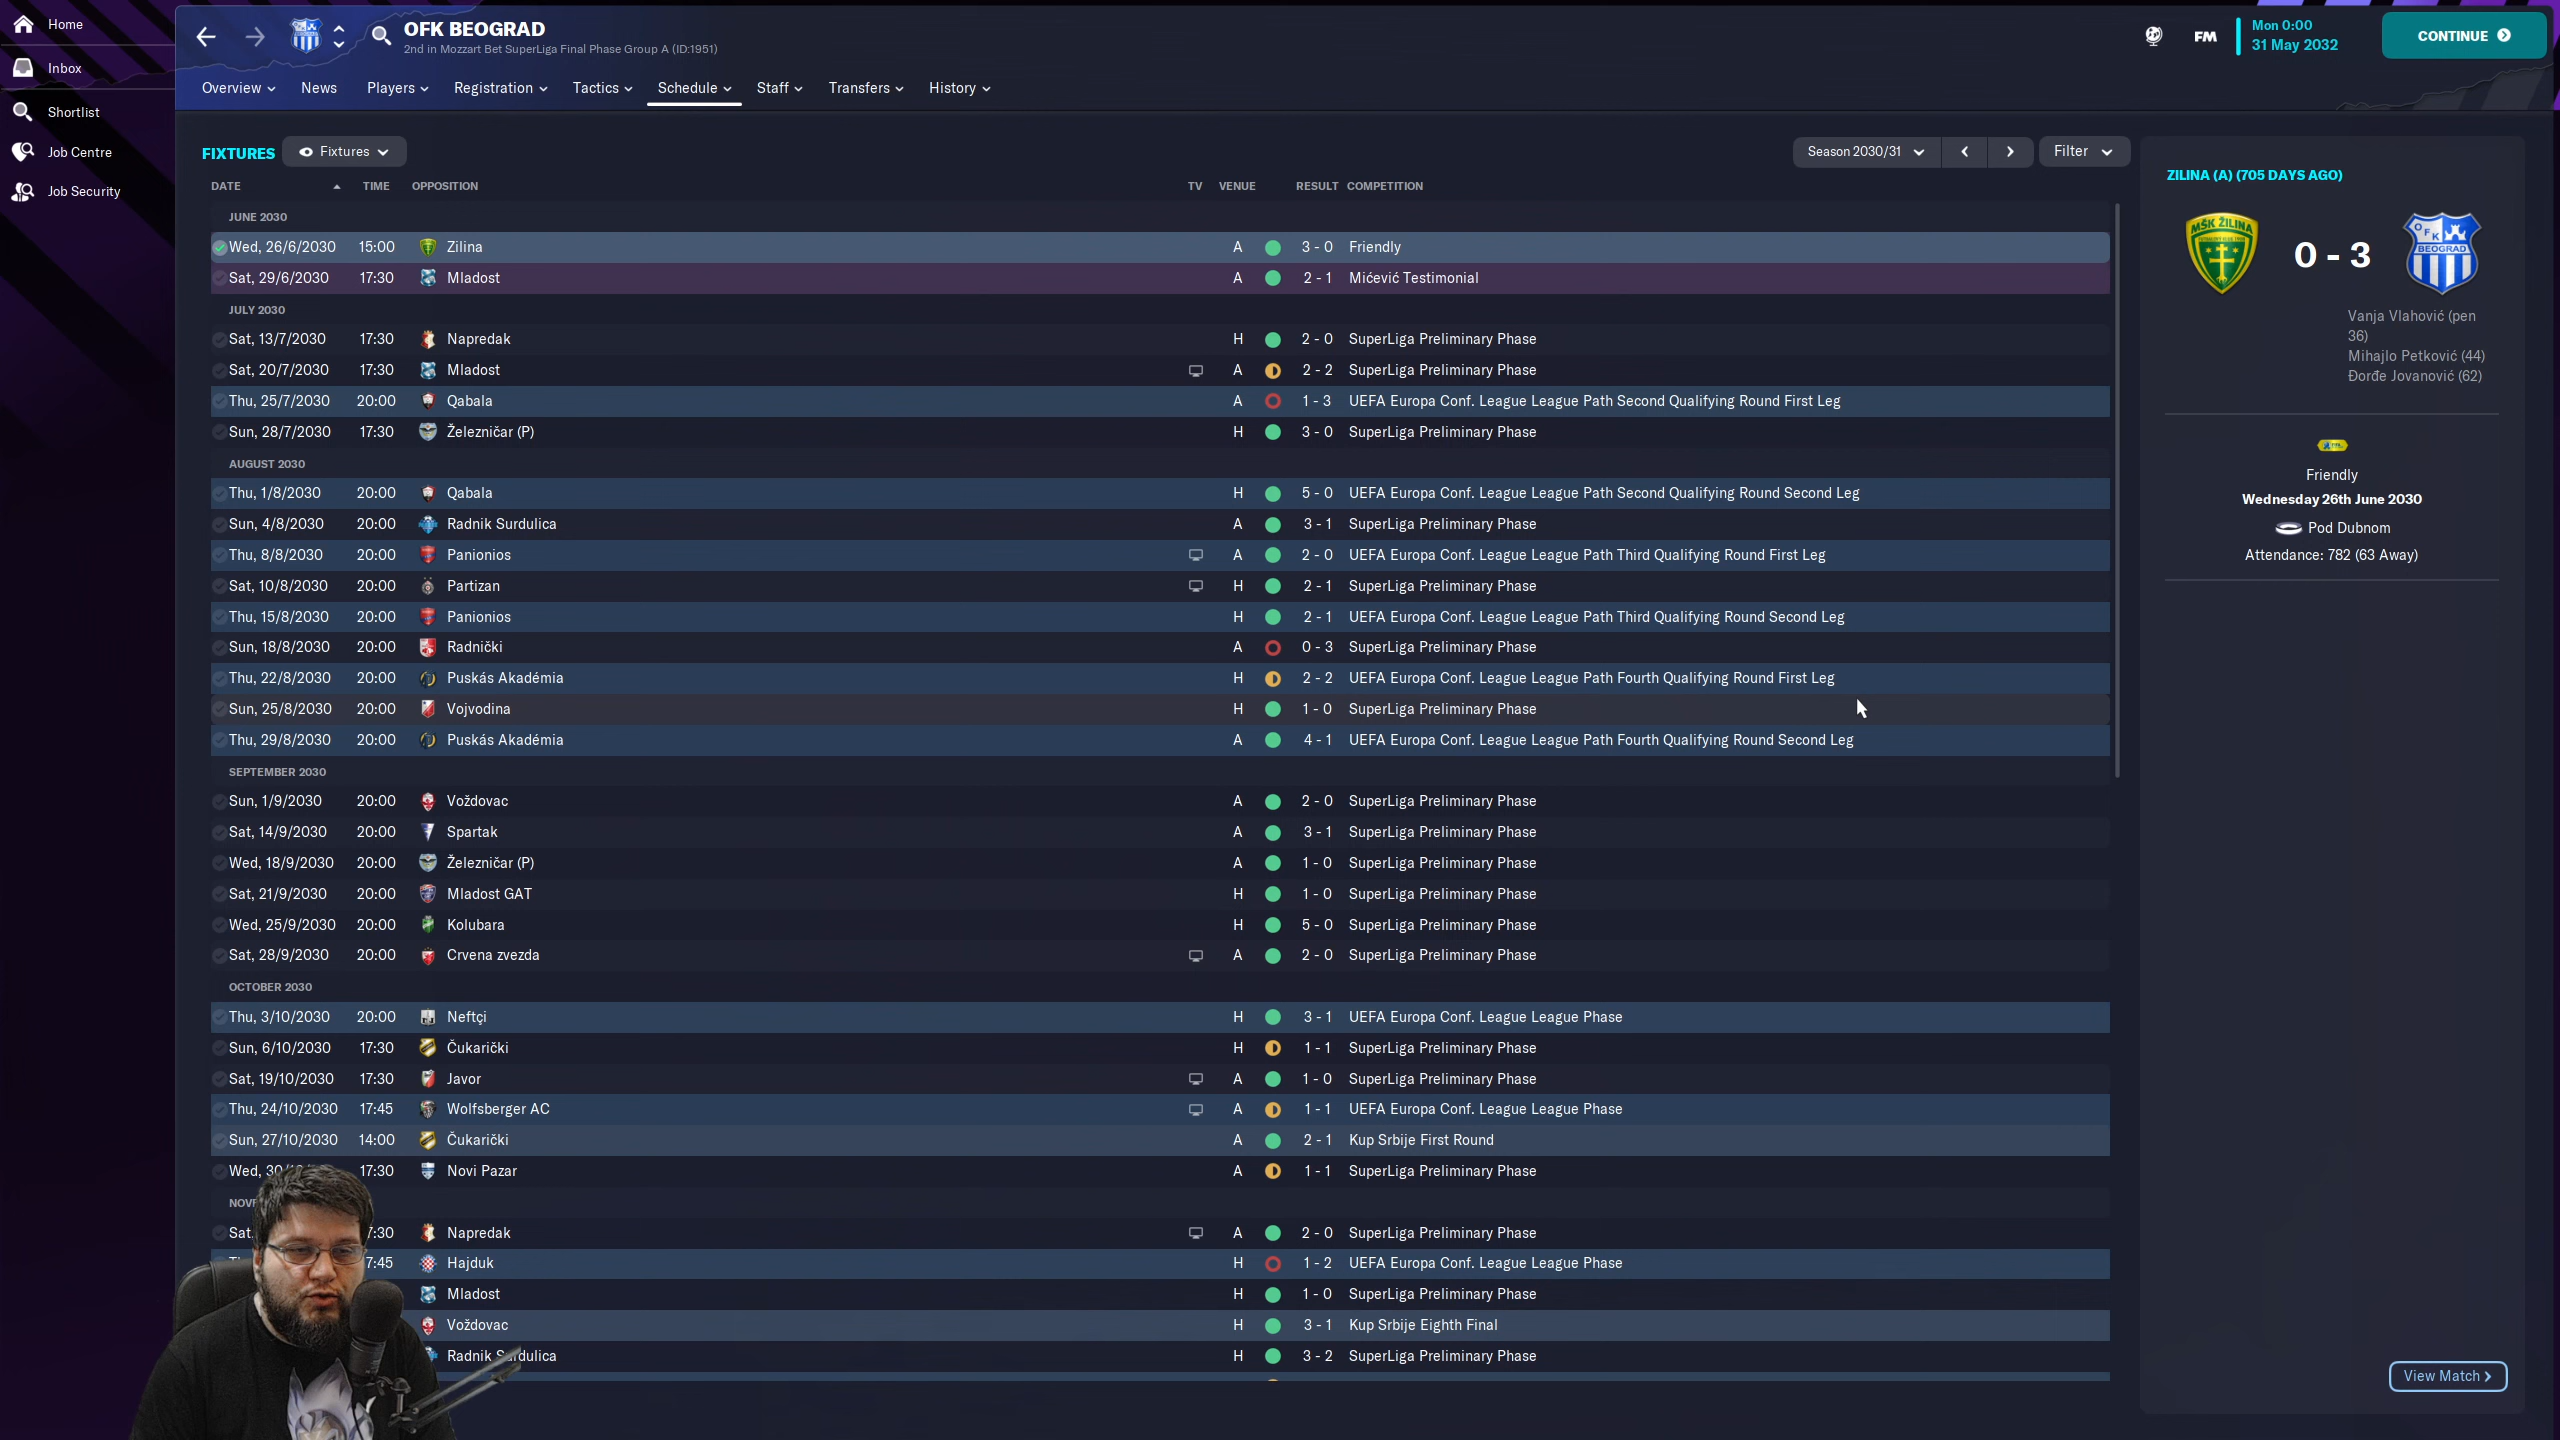 Home
Inbox
Shortlist
Job Centre
Job Security
OFK BEOGRAD
2nd in Mozzart Bet SuperLiga Final Phase Group A (ID:1951)
FM
Mon 0:00
31 May 2032
CONTINUE
Overview News Players Registration Tactics Schedule Staff Transfers History
FIXTURES Fixtures Season 2030/31 Filter
DATE TIME OPPOSITION TV VENUE RESULT COMPETITION
JUNE 2030
Wed, 26/6/2030 15:00 Zilina A 3 - 0 Friendly
Sat, 29/6/2030 17:30 Mladost A 2 - 1 Mićević Testimonial
JULY 2030
Sat, 13/7/2030 17:30 Napredak H 2 - 0 SuperLiga Preliminary Phase
Sat, 20/7/2030 17:30 Mladost A 2 - 2 SuperLiga Preliminary Phase
Thu, 25/7/2030 20:00 Qabala A 1 - 3 UEFA Europa Conf. League League Path Second Qualifying Round First Leg
Sun, 28/7/2030 17:30 Železničar (P) H 3 - 0 SuperLiga Preliminary Phase
AUGUST 2030
Thu, 1/8/2030 20:00 Qabala H 5 - 0 UEFA Europa Conf. League League Path Second Qualifying Round Second Leg
Sun, 4/8/2030 20:00 Radnik Surdulica A 3 - 1 SuperLiga Preliminary Phase
Thu, 8/8/2030 20:00 Panionios A 2 - 0 UEFA Europa Conf. League League Path Third Qualifying Round First Leg
Sat, 10/8/2030 20:00 Partizan H 2 - 1 SuperLiga Preliminary Phase
Thu, 15/8/2030 20:00 Panionios H 2 - 1 UEFA Europa Conf. League League Path Third Qualifying Round Second Leg
Sun, 18/8/2030 20:00 Radnički A 0 - 3 SuperLiga Preliminary Phase
Thu, 22/8/2030 20:00 Puskás Akadémia H 2 - 2 UEFA Europa Conf. League League Path Fourth Qualifying Round First Leg
Sun, 25/8/2030 20:00 Vojvodina H 1 - 0 SuperLiga Preliminary Phase
Thu, 29/8/2030 20:00 Puskás Akadémia A 4 - 1 UEFA Europa Conf. League League Path Fourth Qualifying Round Second Leg
SEPTEMBER 2030
Sun, 1/9/2030 20:00 Voždovac A 2 - 0 SuperLiga Preliminary Phase
Sat, 14/9/2030 20:00 Spartak A 3 - 1 SuperLiga Preliminary Phase
Wed, 18/9/2030 20:00 Železničar (P) A 1 - 0 SuperLiga Preliminary Phase
Sat, 21/9/2030 20:00 Mladost GAT H 1 - 0 SuperLiga Preliminary Phase
Wed, 25/9/2030 20:00 Kolubara H 5 - 0 SuperLiga Preliminary Phase
Sat, 28/9/2030 20:00 Crvena zvezda A 2 - 0 SuperLiga Preliminary Phase
OCTOBER 2030
Thu, 3/10/2030 20:00 Neftçi H 3 - 1 UEFA Europa Conf. League League Phase
Sun, 6/10/2030 17:30 Čukarički H 1 - 1 SuperLiga Preliminary Phase
Sat, 19/10/2030 17:30 Javor A 1 - 0 SuperLiga Preliminary Phase
Thu, 24/10/2030 17:45 Wolfsberger AC A 1 - 1 UEFA Europa Conf. League League Phase
Sun, 27/10/2030 14:00 Čukarički A 2 - 1 Kup Srbije First Round
Wed, 17:30 Novi Pazar A 1 - 1 SuperLiga Preliminary Phase
Sat, Napredak A 2 - 0 SuperLiga Preliminary Phase
Hajduk H 1 - 2 UEFA Europa Conf. League League Phase
Mladost H 1 - 0 SuperLiga Preliminary Phase
Voždovac H 3 - 1 Kup Srbije Eighth Final
Radnik Surdulica H 3 - 2 SuperLiga Preliminary Phase
ZILINA (A) (705 DAYS AGO)
MŠK ŽILINA
0 - 3
OFK
BEOGRAD
Vanja Vlahović (pen
36)
Mihajlo Petković (44)
Đorđe Jovanović (62)
Friendly
Wednesday 26th June 2030
Pod Dubnom
Attendance: 782 (63 Away)
View Match